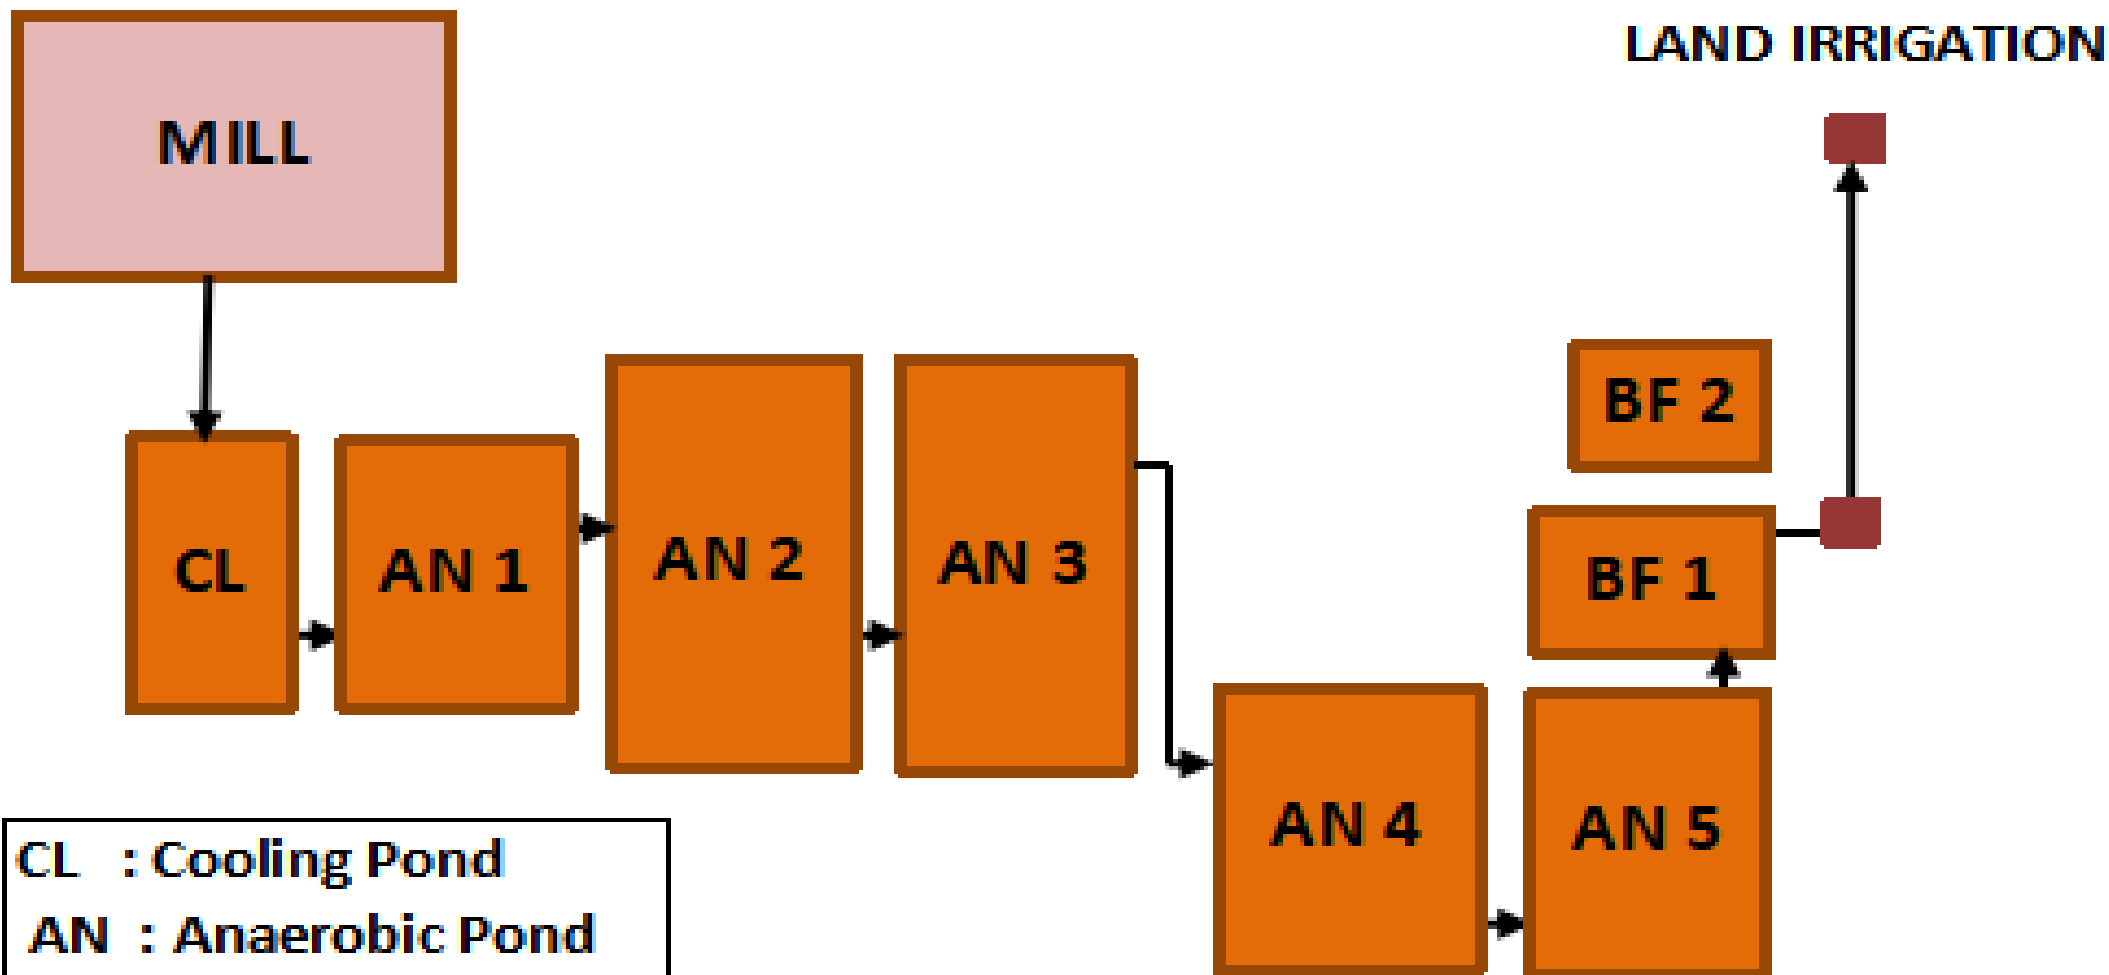 MILL
LAND IRRIGATION
BF 2
CL
AN 1
AN 2
AN 3
BF 1
AN 4
AN 5
CL : Cooling Pond
AN : Anaerobic Pond